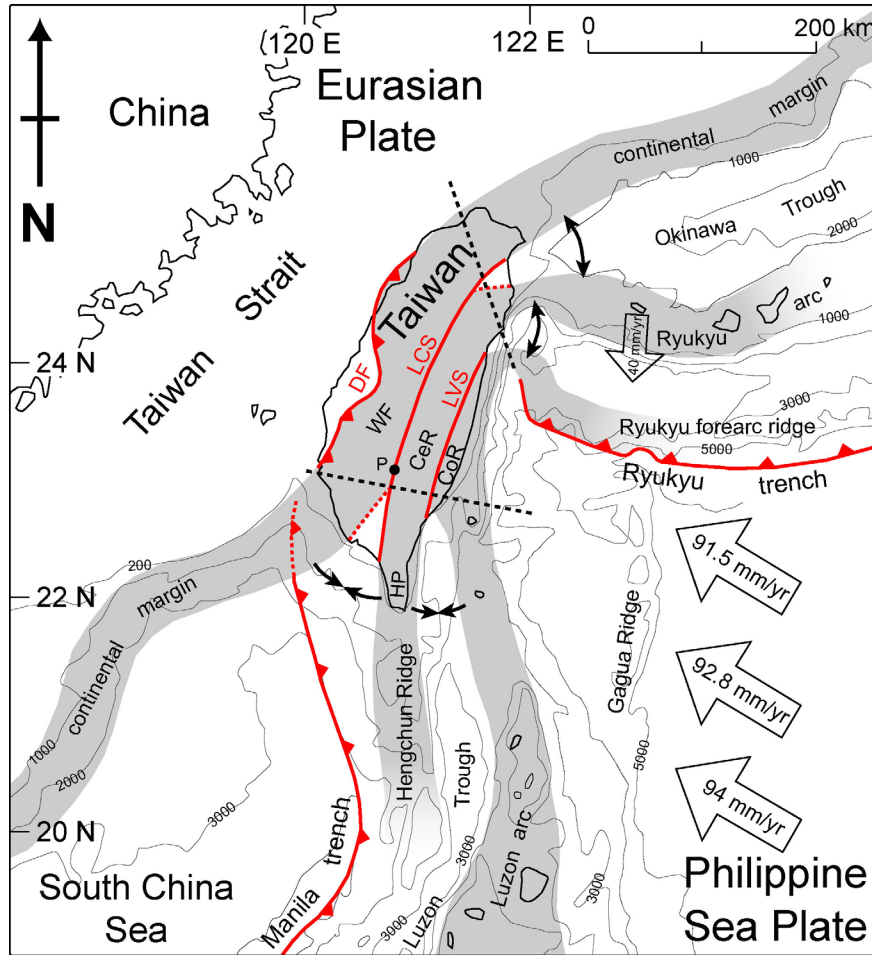 120 E
122 E
0
200 km
China
Eurasian
Plate
N
continental
margin
1000
Okinawa
Trough
2000
Taiwan
Strait
Taiwan
arc
Ryukyu
1000
40 mm/yr
24 N
DF
LCS
LVS
WF
CeR
CoR
P
3000
Ryukyu forearc ridge
5000
Ryukyu
trench
91.5 mm/yr
200
22 N
HP
margin
continental
Hengchun Ridge
Gagua Ridge
92.8 mm/yr
Trough
5000
1000
2000
3000
20 N
trench
Manila
3000
3000
Luzon
Luzon
arc
3000
94 mm/yr
South China
Sea
Philippine
Sea Plate